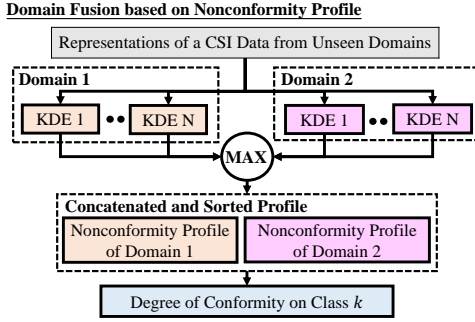 Domain Fusion based on Nonconformity Profile
Representations of a CSI Data from Unseen Domains
Domain 1
Domain 2
KDE 1
KDE N
KDE 1
KDE N
MAX
Concatenated and Sorted Profile
Nonconformity Profile
of Domain 1
Nonconformity Profile
of Domain 2
Degree of Conformity on Class k